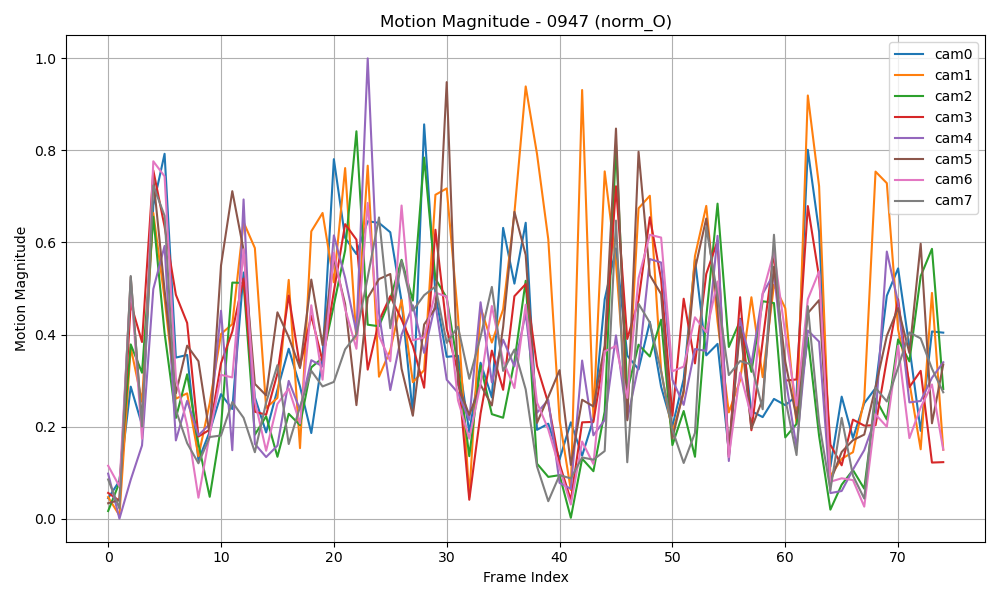 Motion Magnitude - 0947 (norm_O)
Motion Magnitude
1.0
0.8
0.6
0.4
0.2
0.0
0 10 20 30 40 50 60 70
Frame Index
cam0
cam1
cam2
cam3
cam4
cam5
cam6
cam7